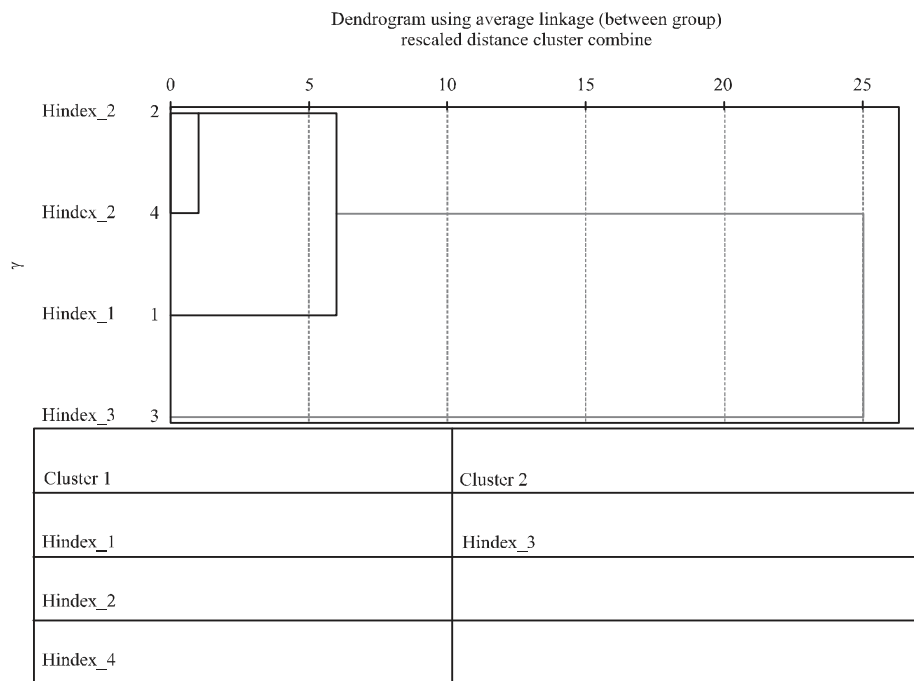 Dendrogram using average linkage (between group)
rescaled distance cluster combine
0 5 10 15 20 25
Hindex_2 2
Hindex_2 4
γ
Hindex_1 1
Hindex_3 3
Cluster 1 Cluster 2
Hindex_1 Hindex_3
Hindex_2
Hindex_4